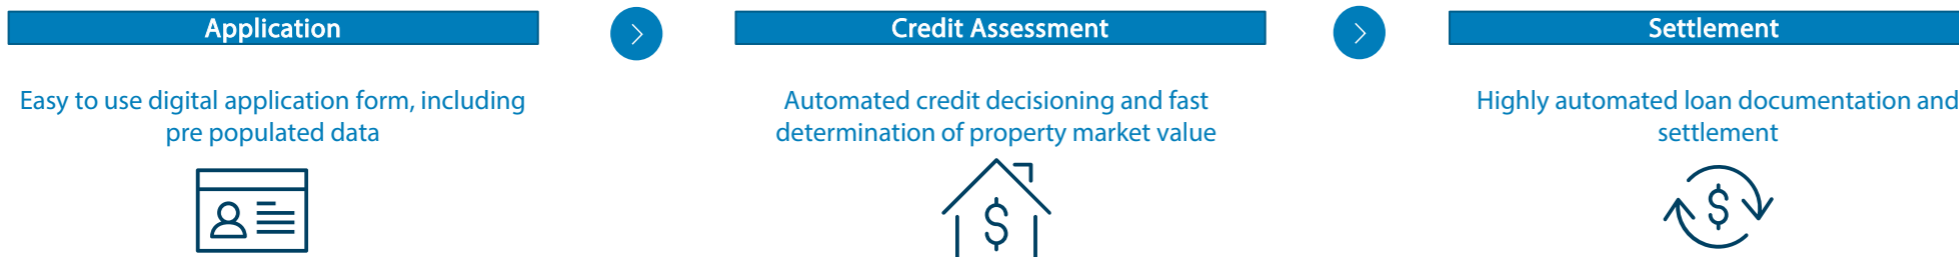 Application
Easy to use digital application form, including
pre populated data
Credit Assessment
Automated credit decisioning and fast
determination of property market value
$
Settlement
Highly automated loan documentation and
settlement
$